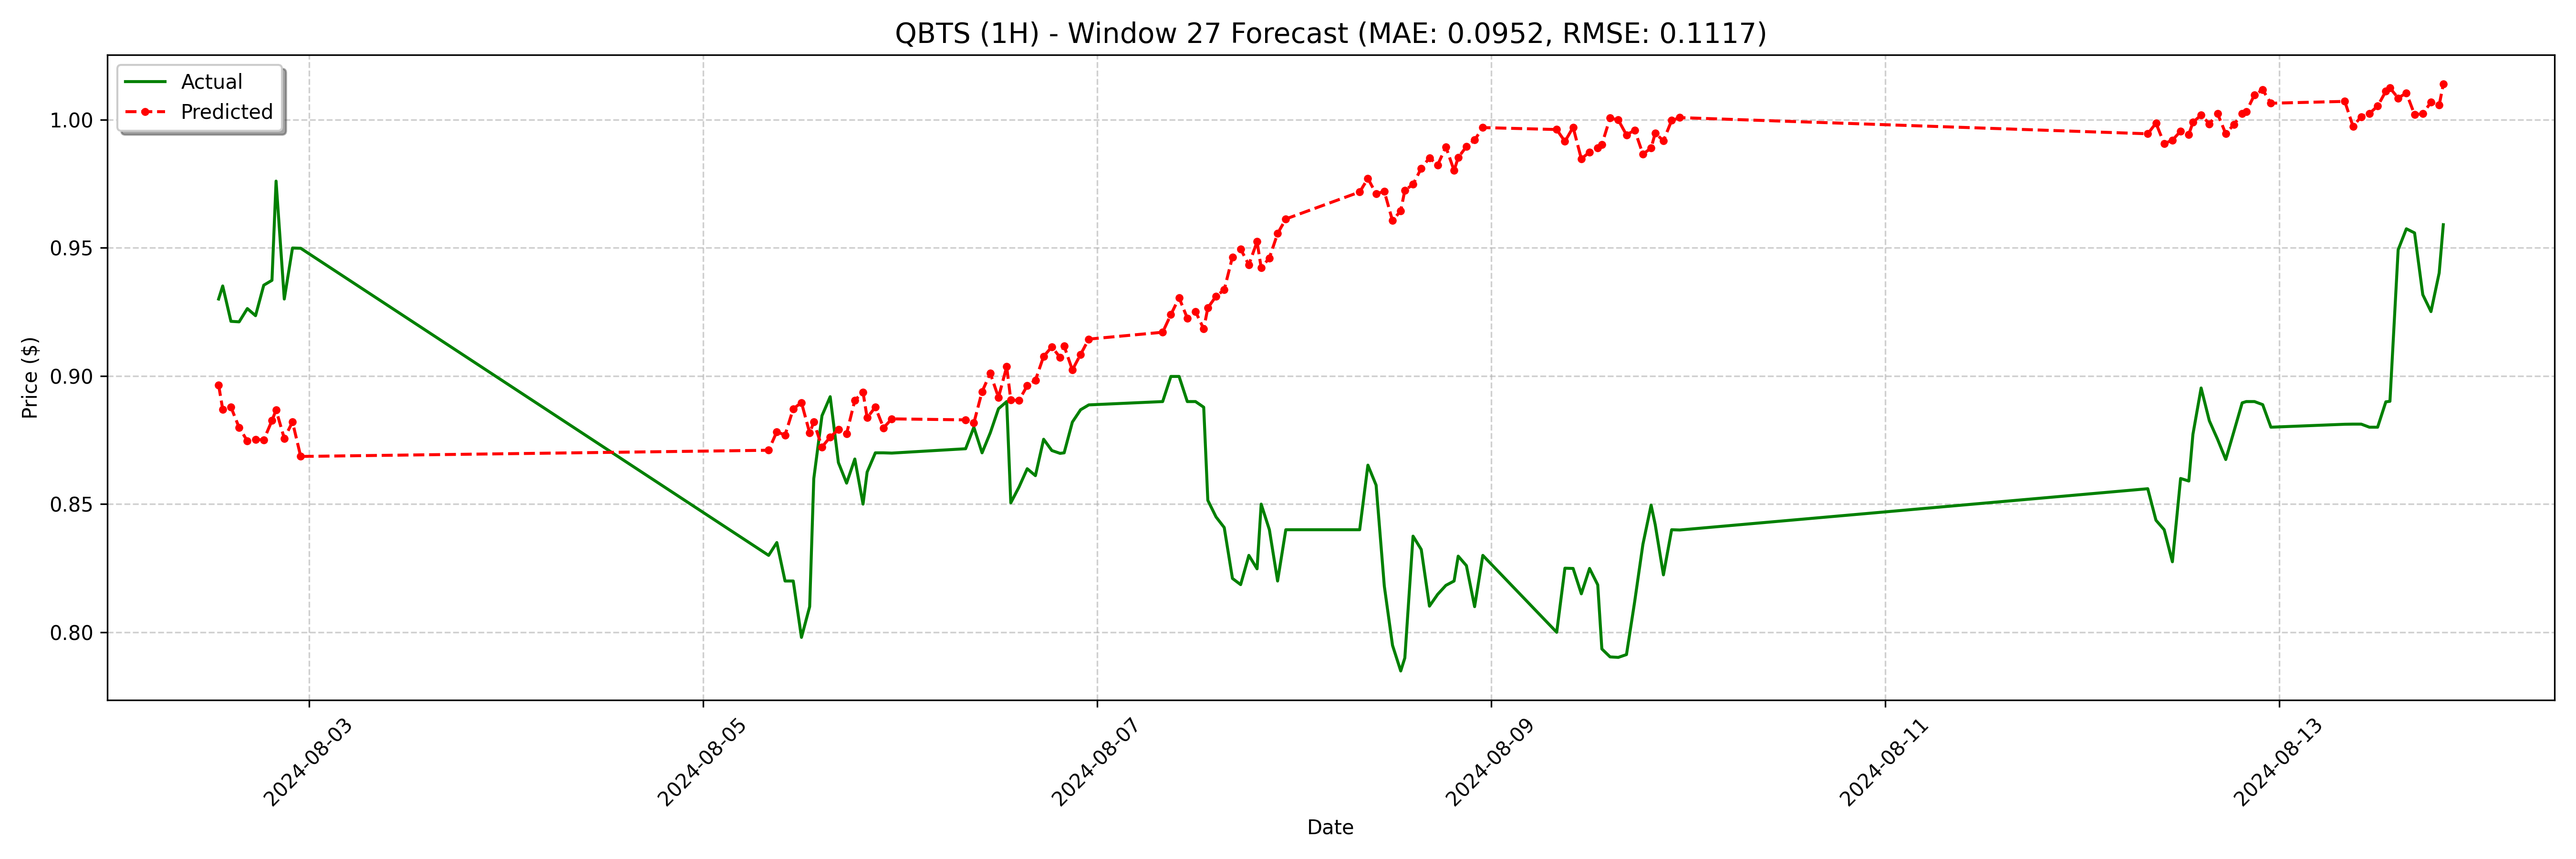 QBTS (1H) - Window 27 Forecast (MAE: 0.0952, RMSE: 0.1117)
Actual
Predicted
Price ($)
1.00
0.95
0.90
0.85
0.80
2024-08-03
2024-08-05
2024-08-07
2024-08-09
2024-08-11
2024-08-13
Date